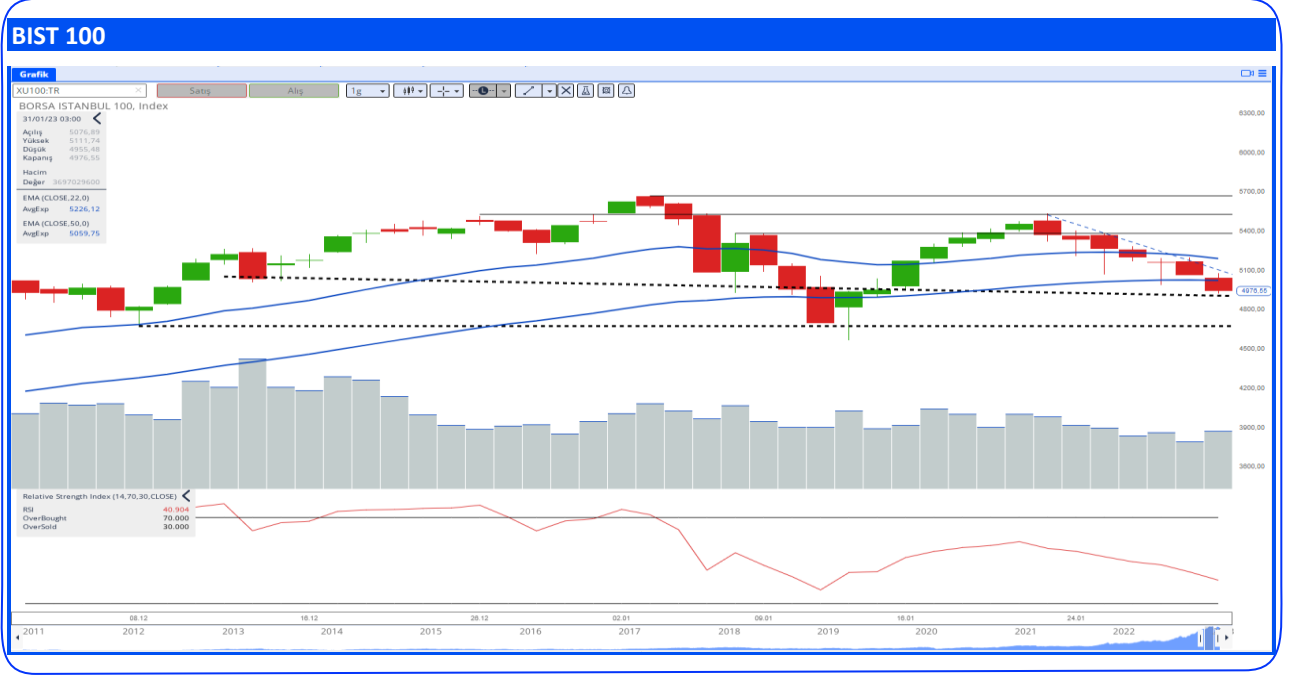 BIST 100
Grafik
XU100:TR
Satış
Alış
1g
L
BORSA ISTANBUL 100, Index
31/01/23 03:00
Açılış 5076,89
Yüksek 5111,74
Düşük 4955,48
Kapanış 4976,55
Hacim
Değer 3697029600
EMA (CLOSE,22,0)
AvgExp 5226,12
EMA (CLOSE,50,0)
AvgExp 5059,75
6300,00
6000,00
5700,00
5400,00
5100,00
4976,55
4800,00
4500,00
4200,00
3900,00
3600,00
Relative Strength Index (14,70,30,CLOSE)
RSI 40.904
OverBought 70.000
OverSold 30.000
08.12 16.12 26.12 02.01 09.01 16.01 24.01
2011 2012 2013 2014 2015 2016 2017 2018 2019 2020 2021 2022